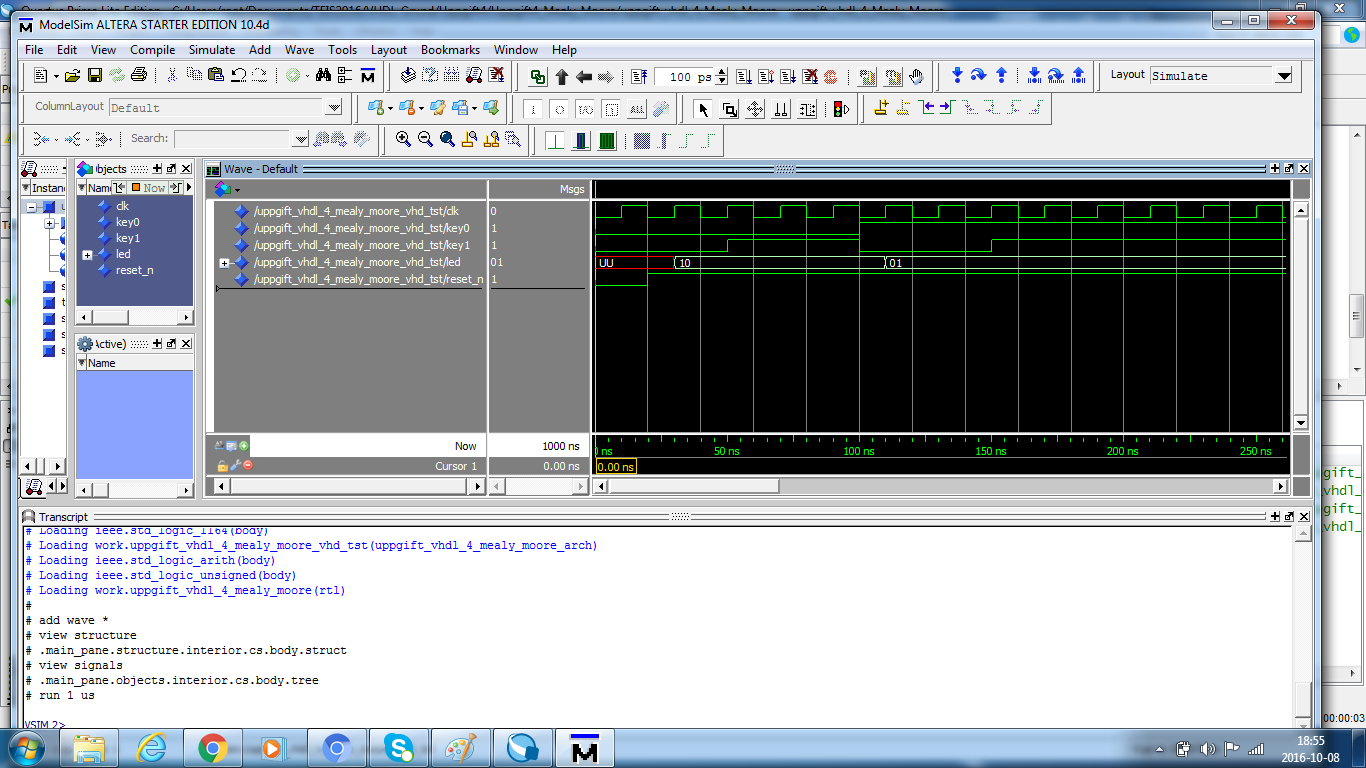 ModelSim ALTERA STARTER EDITION 10.4d
File Edit View Compile Simulate Add Wave Tools Layout Bookmarks Window Help
100 ps
Layout Simulate
ColumnLayout Default
ALL
Search:
bjects
Wave - Default
Instan
Name
Now
Msgs
clk
key0
key1
led
reset_n
/uppgift_vhdl_4_mealy_moore_vhd_tst/clk 0
/uppgift_vhdl_4_mealy_moore_vhd_tst/key0 1
/uppgift_vhdl_4_mealy_moore_vhd_tst/key1 1
/uppgift_vhdl_4_mealy_moore_vhd_tst/led 01 UU 10 01
/uppgift_vhdl_4_mealy_moore_vhd_tst/reset_n 1
Active)
Name
Now 1000 ns
ns 50 ns 100 ns 150 ns 200 ns 250 ns
Cursor 1 0.00 ns 0.00 ns
Transcript
# Loading ieee.std_logic_1164(body)
# Loading work.uppgift_vhdl_4_mealy_moore_vhd_tst(uppgift_vhdl_4_mealy_moore_arch)
# Loading ieee.std_logic_arith(body)
# Loading ieee.std_logic_unsigned(body)
# Loading work.uppgift_vhdl_4_mealy_moore(rtl)
#
# add wave *
# view structure
# .main_pane.structure.interior.cs.body.struct
# view signals
# .main_pane.objects.interior.cs.body.tree
# run 1 us
VSIM 2>
gift_
vhdl_
gift_
vhdl_
00:00:03
18:55
2016-10-08